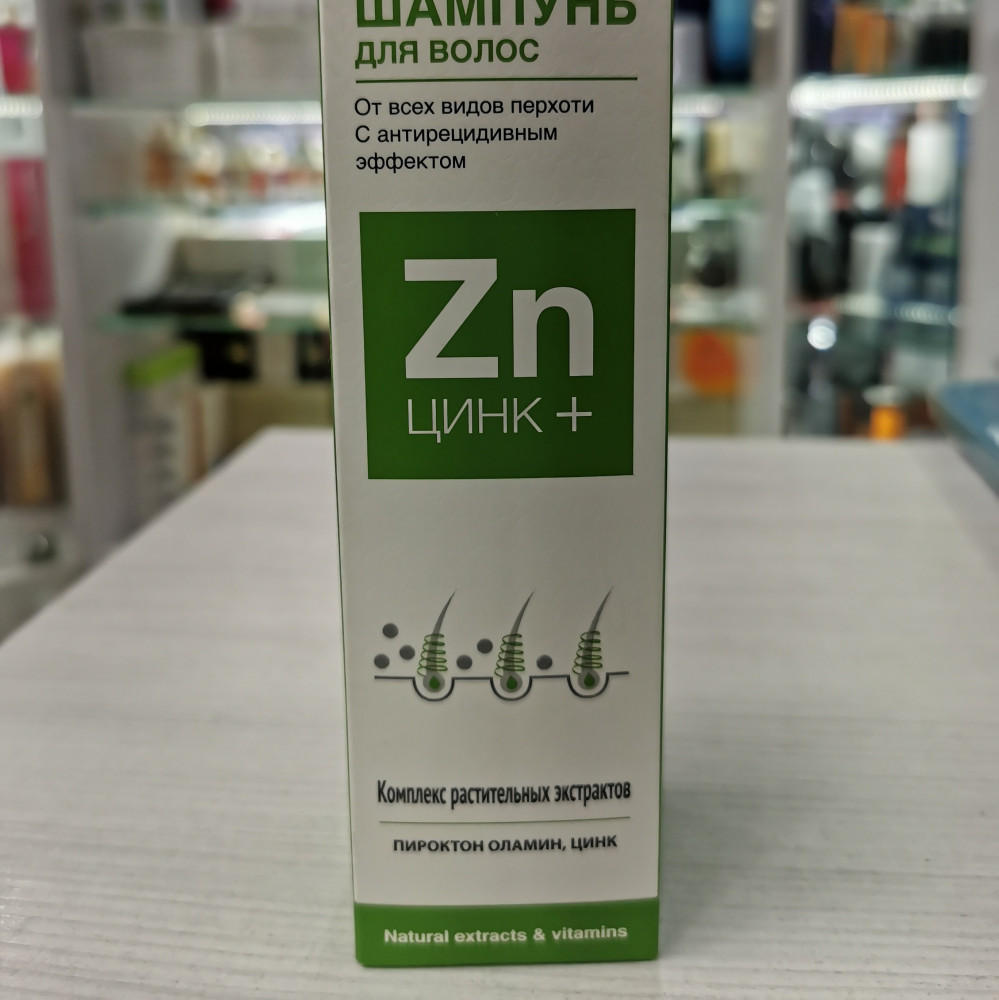 ШАМПУНЬ
ДЛЯ ВОЛОС
От всех видов перхоти
С антирецидивным
эффектом
Zn
ЦИНК +
Комплекс растительных экстрактов
ПИРОКТОН ОЛАМИН, ЦИНК
Natural extracts & vitamins